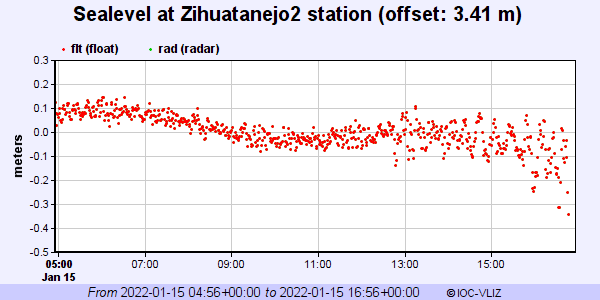 Sealevel at Zihuatanejo2 station (offset: 3.41 m)
flt (float) rad (radar)
0.3
0.2
0.1
0.0
-0.1
-0.2
-0.3
-0.4
-0.5
meters
05:00 07:00 09:00 11:00 13:00 15:00
Jan 15
From 2022-01-15 04:56+00:00 to 2022-01-15 16:56+00:00 © IOC-VLIZ